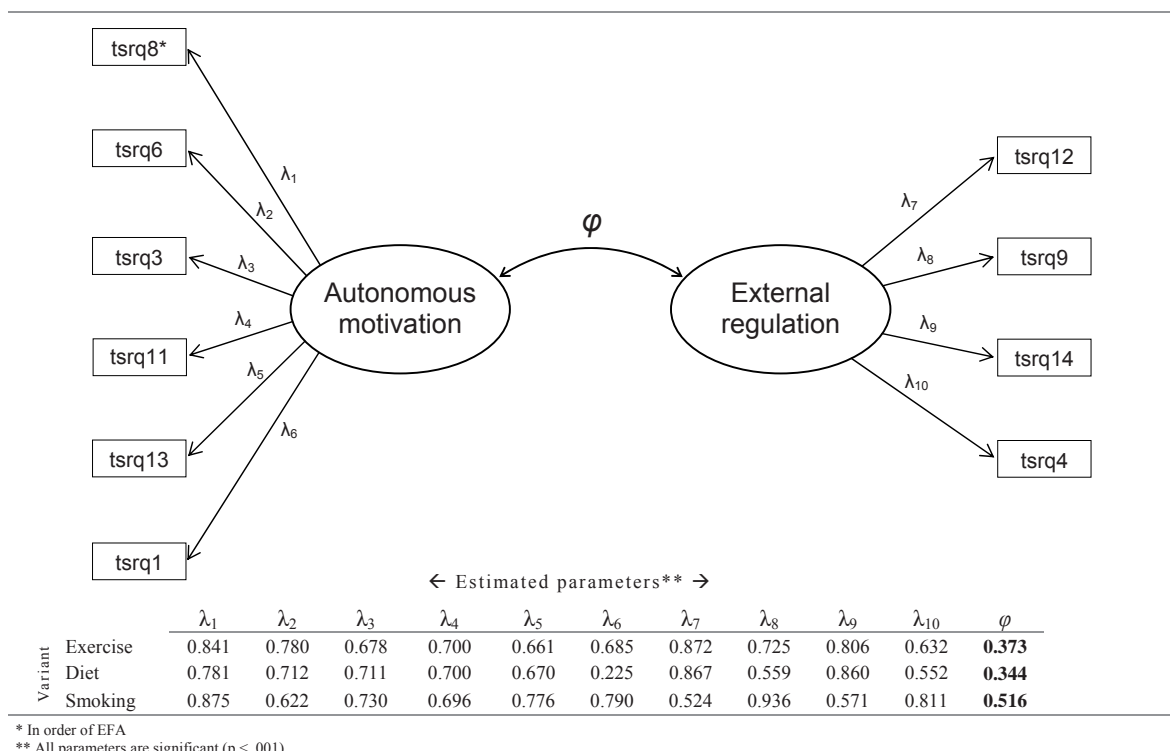 tsrq8*
tsrq6
tsrq3
tsrq11
tsrq13
tsrq1
λ1
λ2
λ3
λ4
λ5
λ6
Autonomous
motivation
φ
External
regulation
λ7
λ8
λ9
λ10
tsrq12
tsrq9
tsrq14
tsrq4
← Estimated parameters** →
λ1 λ2 λ3 λ4 λ5 λ6 λ7 λ8 λ9 λ10 φ
Variant
Exercise 0.841 0.780 0.678 0.700 0.661 0.685 0.872 0.725 0.806 0.632 0.373
Diet 0.781 0.712 0.711 0.700 0.670 0.225 0.867 0.559 0.860 0.552 0.344
Smoking 0.875 0.622 0.730 0.696 0.776 0.790 0.524 0.936 0.571 0.811 0.516
* In order of EFA
** All parameters are significant (p < .001)